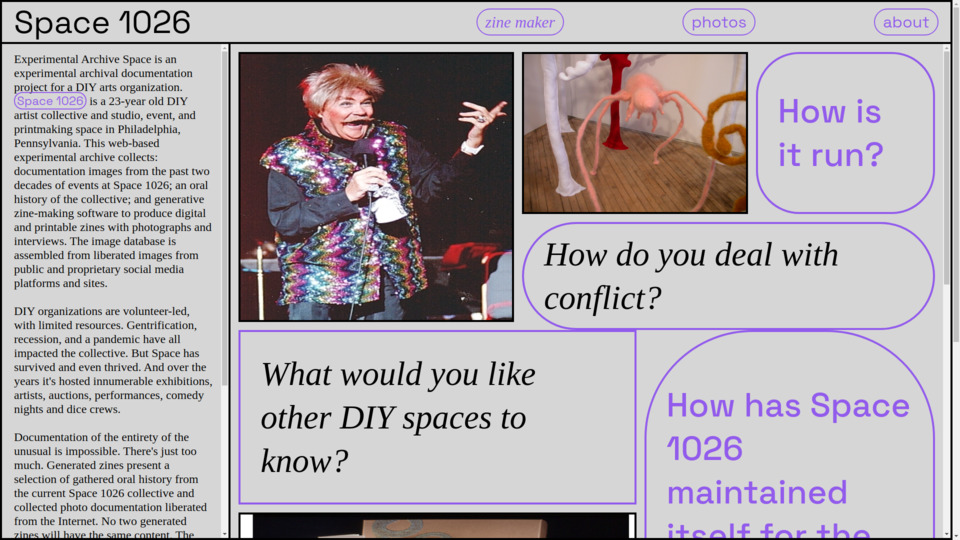 Space 1026
zine maker
photos
about
Experimental Archive Space is an
experimental archival documentation
project for a DIY arts organization.
Space 1026 is a 23-year old DIY
artist collective and studio, event, and
printmaking space in Philadelphia,
Pennsylvania. This web-based
experimental archive collects:
documentation images from the past two
decades of events at Space 1026; an oral
history of the collective; and generative
zine-making software to produce digital
and printable zines with photographs and
interviews. The image database is
assembled from liberated images from
public and proprietary social media
platforms and sites.
DIY organizations are volunteer-led,
with limited resources. Gentrification,
recession, and a pandemic have all
impacted the collective. But Space has
survived and even thrived. And over the
years it's hosted innumerable exhibitions,
artists, auctions, performances, comedy
nights and dice crews.
Documentation of the entirety of the
unusual is impossible. There's just too
much. Generated zines present a
selection of gathered oral history from
the current Space 1026 collective and
collected photo documentation liberated
from the Internet. No two generated
zines will have the same content. The
How is
it run?
How do you deal with
conflict?
What would you like
other DIY spaces to
know?
How has Space
1026
maintained
itself for the